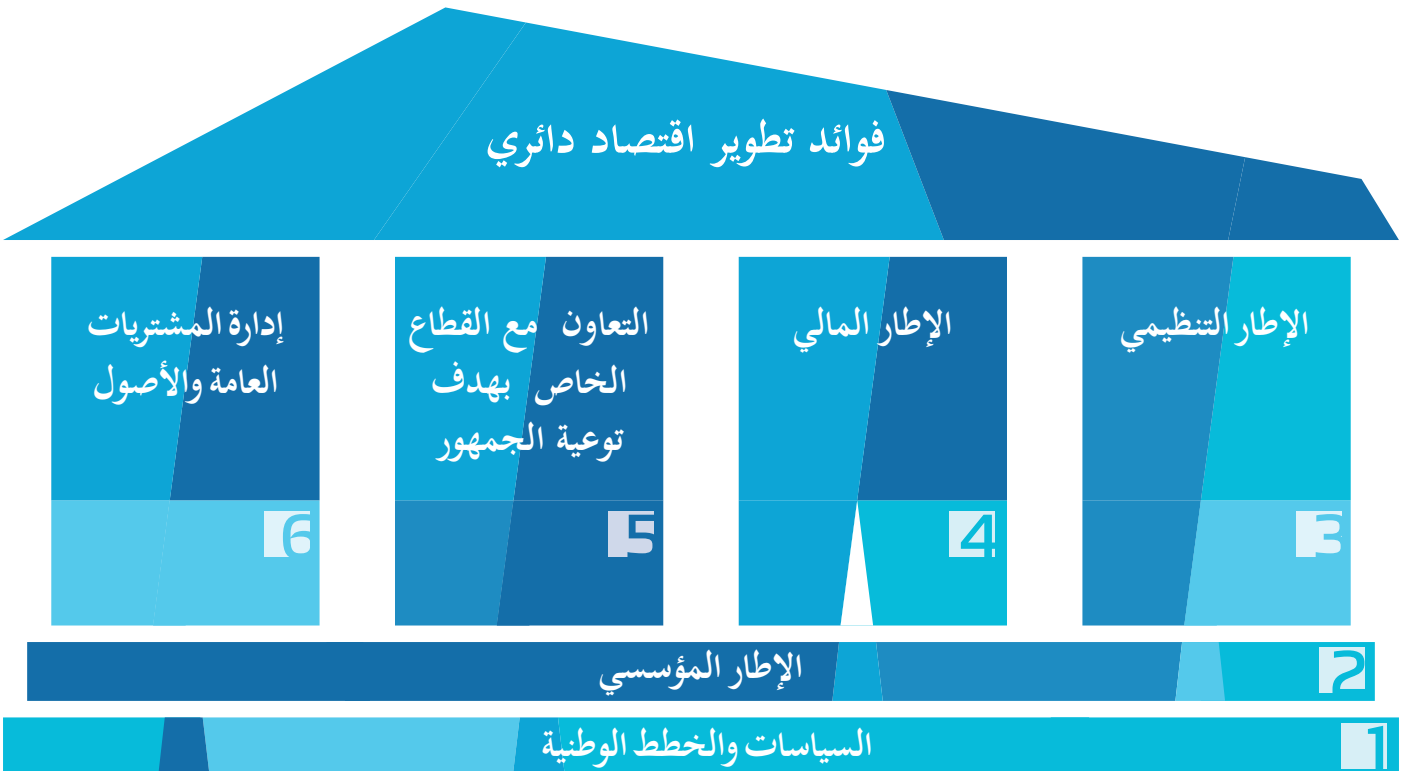 فوائد تطوير اقتصاد دائري
الإطار التنظيمي
3
الإطار المالي
4
التعاون مع القطاع
الخاص بهدف
توعية الجمهور
5
إدارة المشتريات
العامة والأصول
6
الإطار المؤسسي
2
السياسات والخطط الوطنية
1